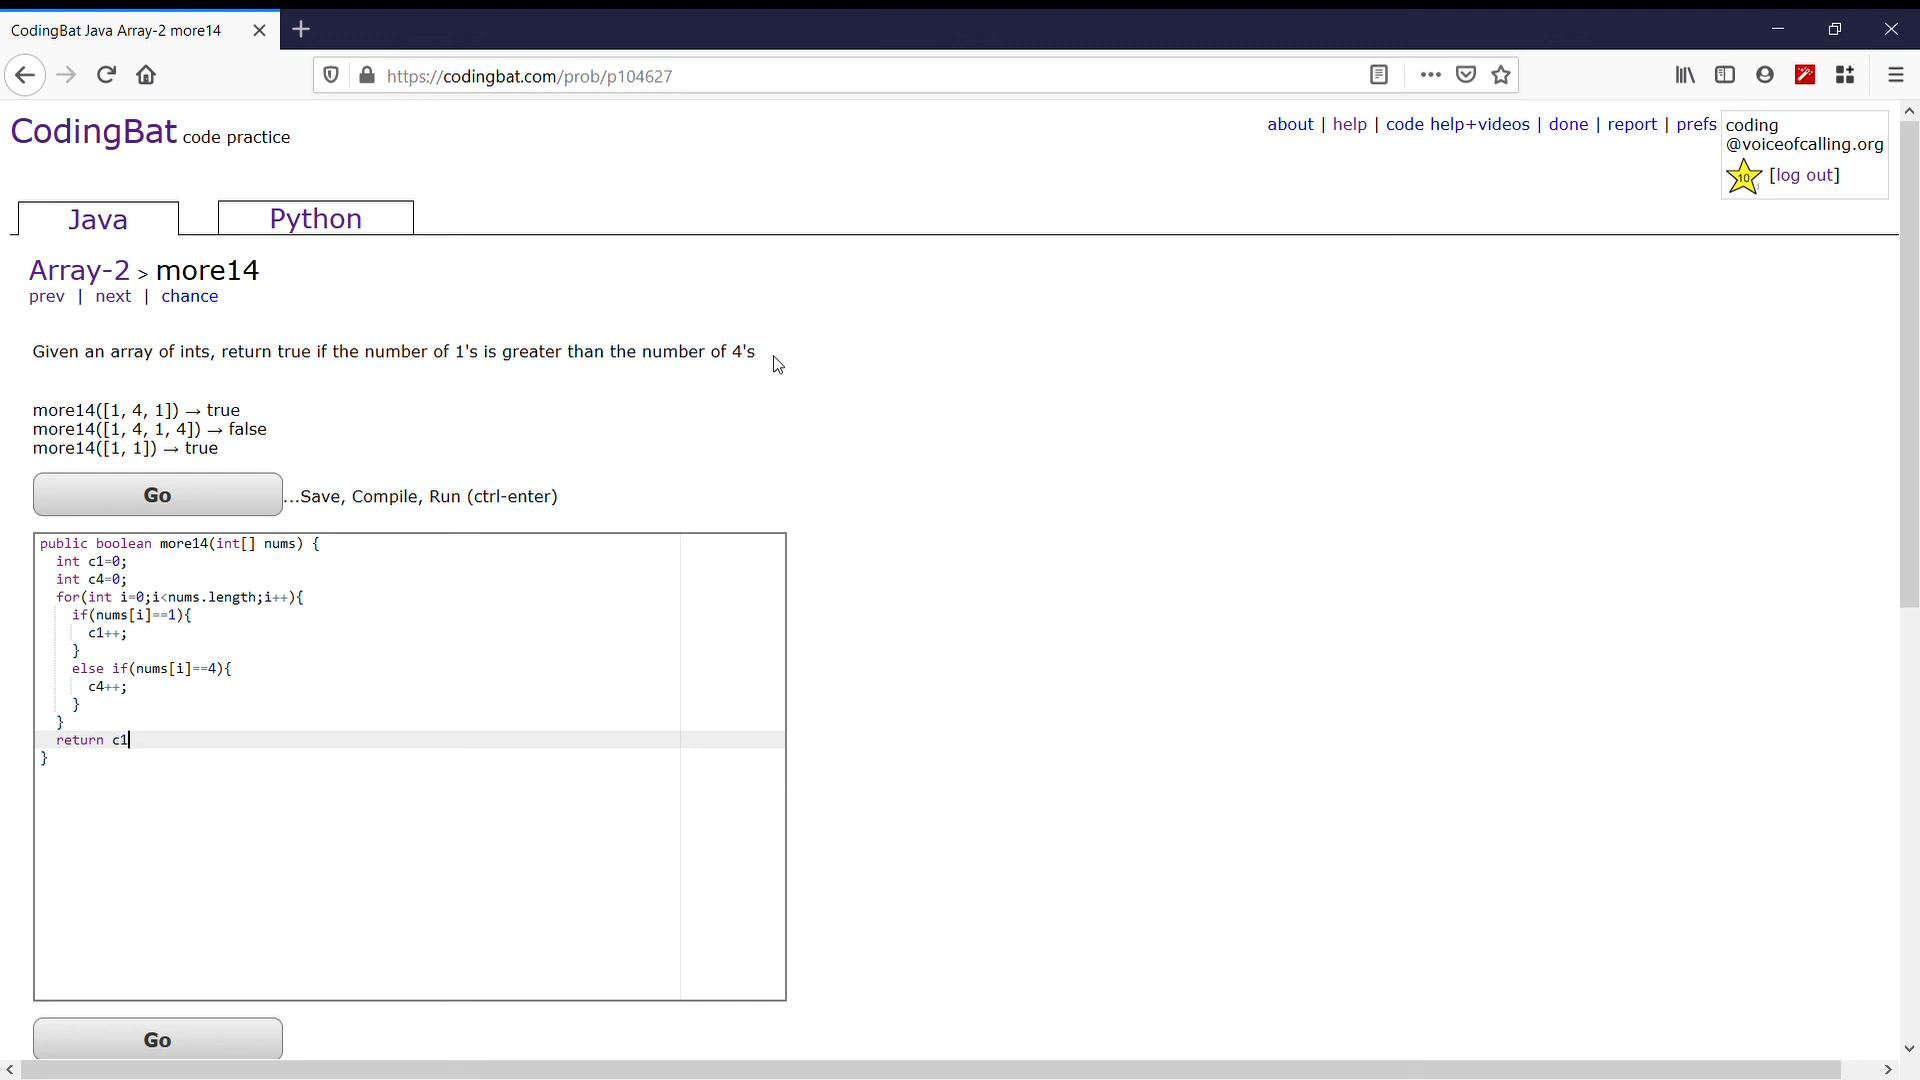 CodingBat Java Array-2 more14
https://codingbat.com/prob/p104627
CodingBat code practice
about | help | code help+videos | done | report | prefs
coding
@voiceofcalling.org
10
[log out]
Java
Python
Array-2 > more14
prev | next | chance
Given an array of ints, return true if the number of 1's is greater than the number of 4's
more14([1, 4, 1]) → true
more14([1, 4, 1, 4]) → false
more14([1, 1]) → true
Go
...Save, Compile, Run (ctrl-enter)
public boolean more14(int[] nums) {
  int c1=0;
  int c4=0;
  for(int i=0;i<nums.length;i++){
    if(nums[i]==1){
      c1++;
    }
    else if(nums[i]==4){
      c4++;
    }
  }
  return c1
}
Go